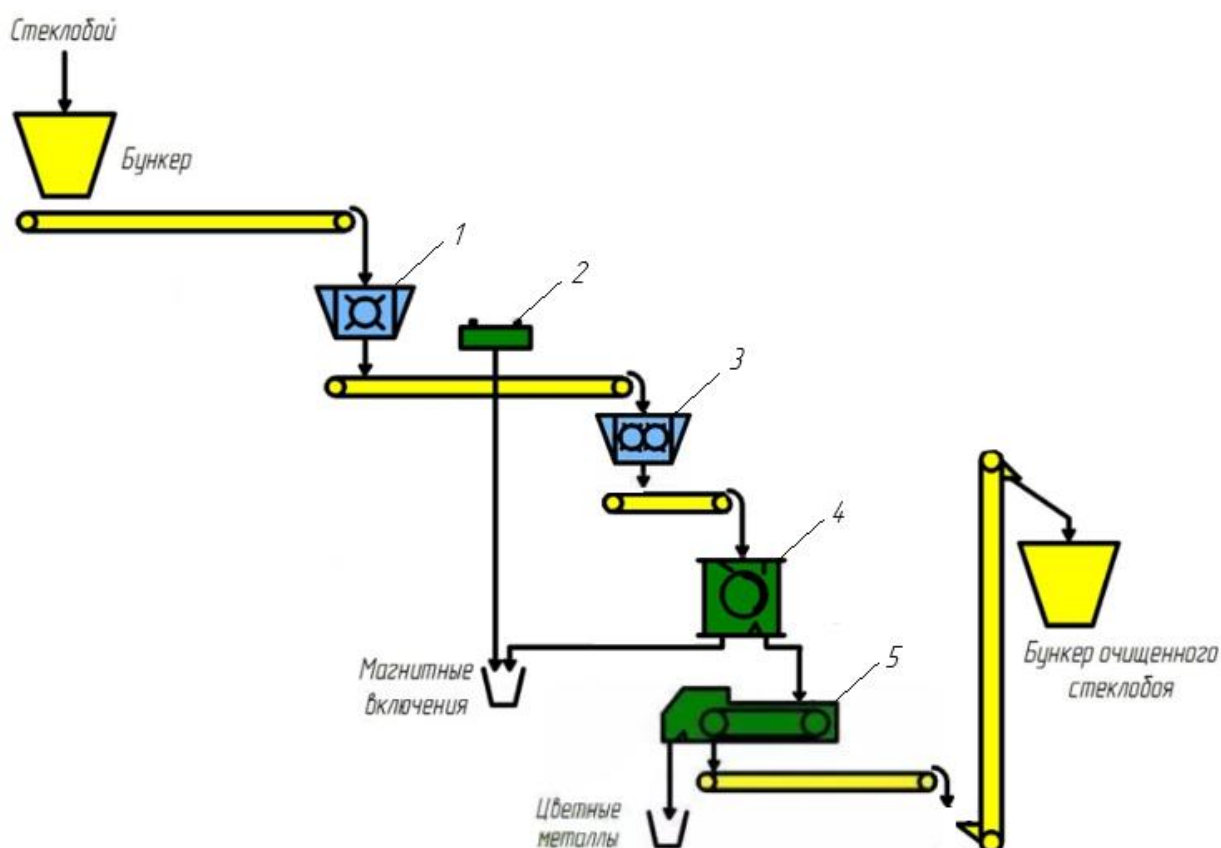 Стеклобой
Бункер
1
2
3
4
Магнитные
включения
5
Бункер очищенного
стеклобоя
Цветные
металлы